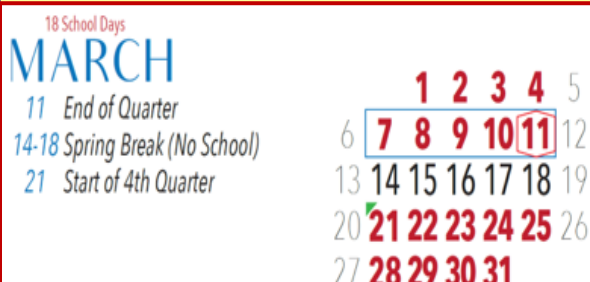 18 School Days
MARCH
11 End of Quarter
14-18 Spring Break (No School)
21 Start of 4th Quarter
1 2 3 4 5
6 7 8 9 10 11 12
13 14 15 16 17 18 19
20 21 22 23 24 25 26
27 28 29 30 31